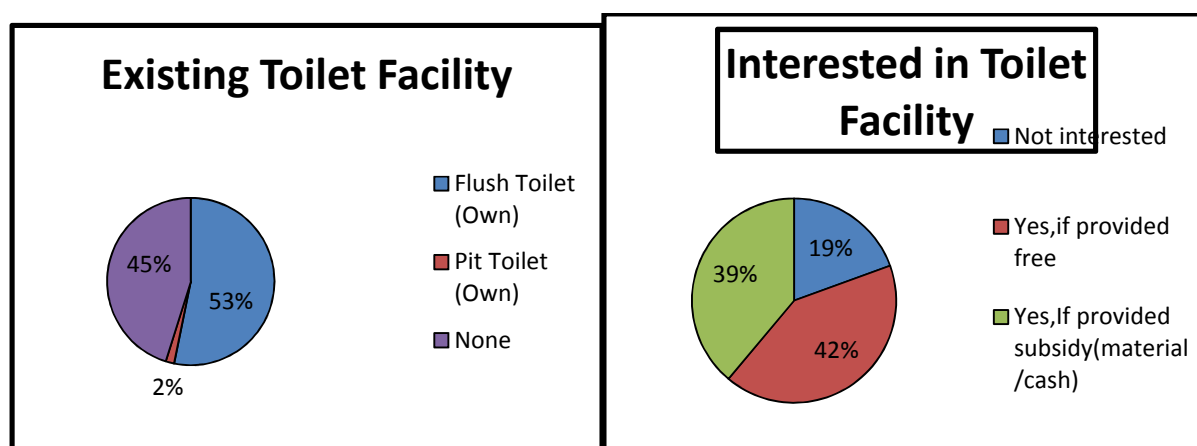 Existing Toilet Facility
53%
2%
45%
Flush Toilet
(Own)
Pit Toilet
(Own)
None
Interested in Toilet
Facility
19%
42%
39%
Not interested
Yes,if provided
free
Yes,If provided
subsidy(material
/cash)